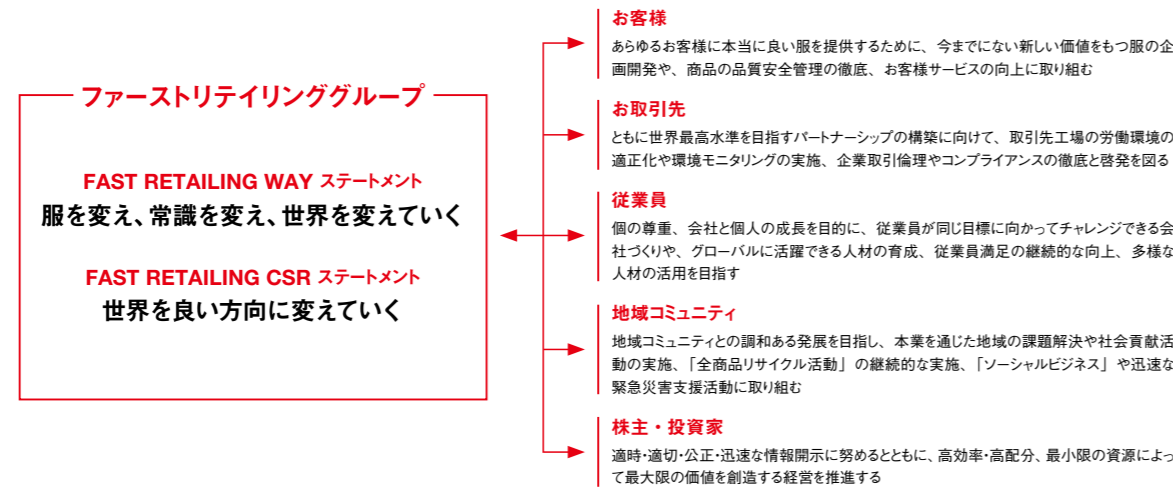 ファーストリテイリンググループ
FAST RETAILING WAY ステートメント
服を変え、常識を変え、世界を変えていく
FAST RETAILING CSR ステートメント
世界を良い方向に変えていく
お客様
あらゆるお客様に本当に良い服を提供するために、今までにない新しい価値をもつ服の企
画開発や、商品の品質安全管理の徹底、お客様サービスの向上に取り組む
お取引先
ともに世界最高水準を目指すパートナーシップの構築に向けて、取引先工場の労働環境の
適正化や環境モニタリングの実施、企業取引倫理やコンプライアンスの徹底と啓発を図る
従業員
個の尊重、会社と個人の成長を目的に、従業員が同じ目標に向かってチャレンジできる会
社づくりや、グローバルに活躍できる人材の育成、従業員満足の継続的な向上、多様な
人材の活用を目指す
地域コミュニティ
地域コミュニティとの調和ある発展を目指し、本業を通じた地域の課題解決や社会貢献活
動の実施、「全商品リサイクル活動」の継続的な実施、「ソーシャルビジネス」や迅速な
緊急災害支援活動に取り組む
株主・投資家
適時・適切・公正・迅速な情報開示に努めるとともに、高効率・高配分、最小限の資源によっ
て最大限の価値を創造する経営を推進する